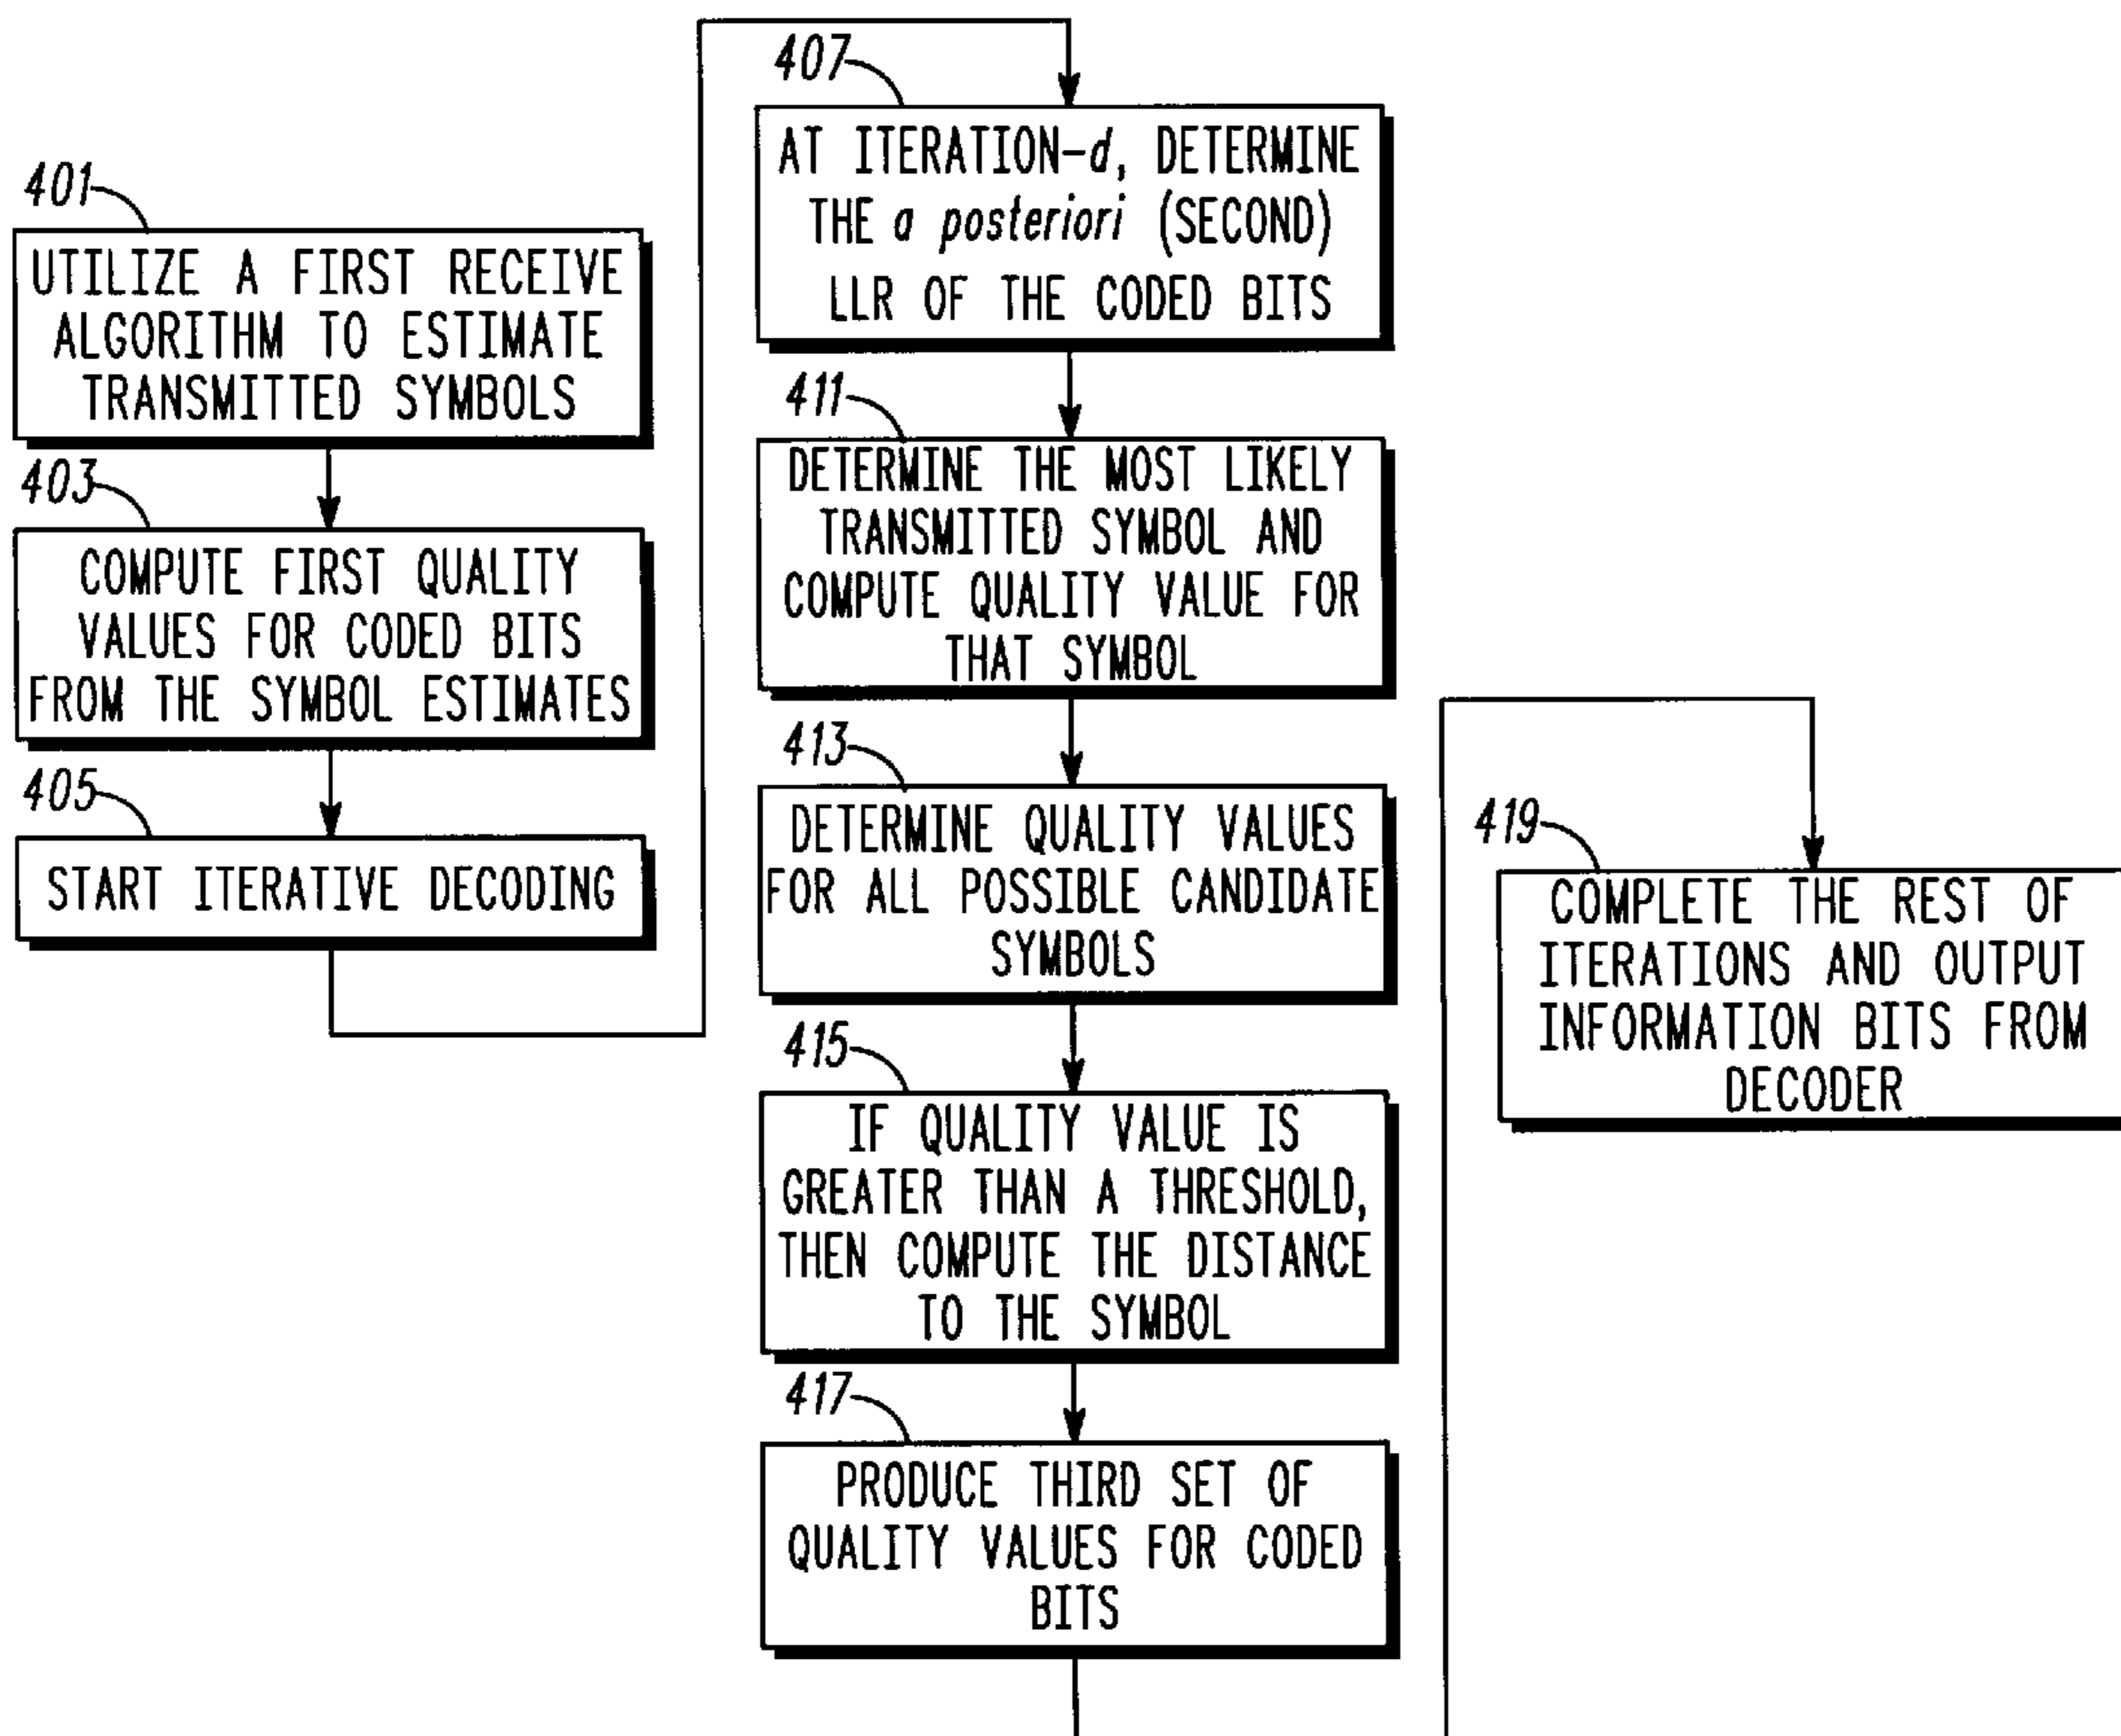 401
UTILIZE A FIRST RECEIVE
ALGORITHM TO ESTIMATE
TRANSMITTED SYMBOLS
403
COMPUTE FIRST QUALITY
VALUES FOR CODED BITS
FROM THE SYMBOL ESTIMATES
405
START ITERATIVE DECODING
407
AT ITERATION-d, DETERMINE
THE a posteriori (SECOND)
LLR OF THE CODED BITS
411
DETERMINE THE MOST LIKELY
TRANSMITTED SYMBOL AND
COMPUTE QUALITY VALUE FOR
THAT SYMBOL
413
DETERMINE QUALITY VALUES
FOR ALL POSSIBLE CANDIDATE
SYMBOLS
415
IF QUALITY VALUE IS
GREATER THAN A THRESHOLD,
THEN COMPUTE THE DISTANCE
TO THE SYMBOL
417
PRODUCE THIRD SET OF
QUALITY VALUES FOR CODED
BITS
419
COMPLETE THE REST OF
ITERATIONS AND OUTPUT
INFORMATION BITS FROM
DECODER